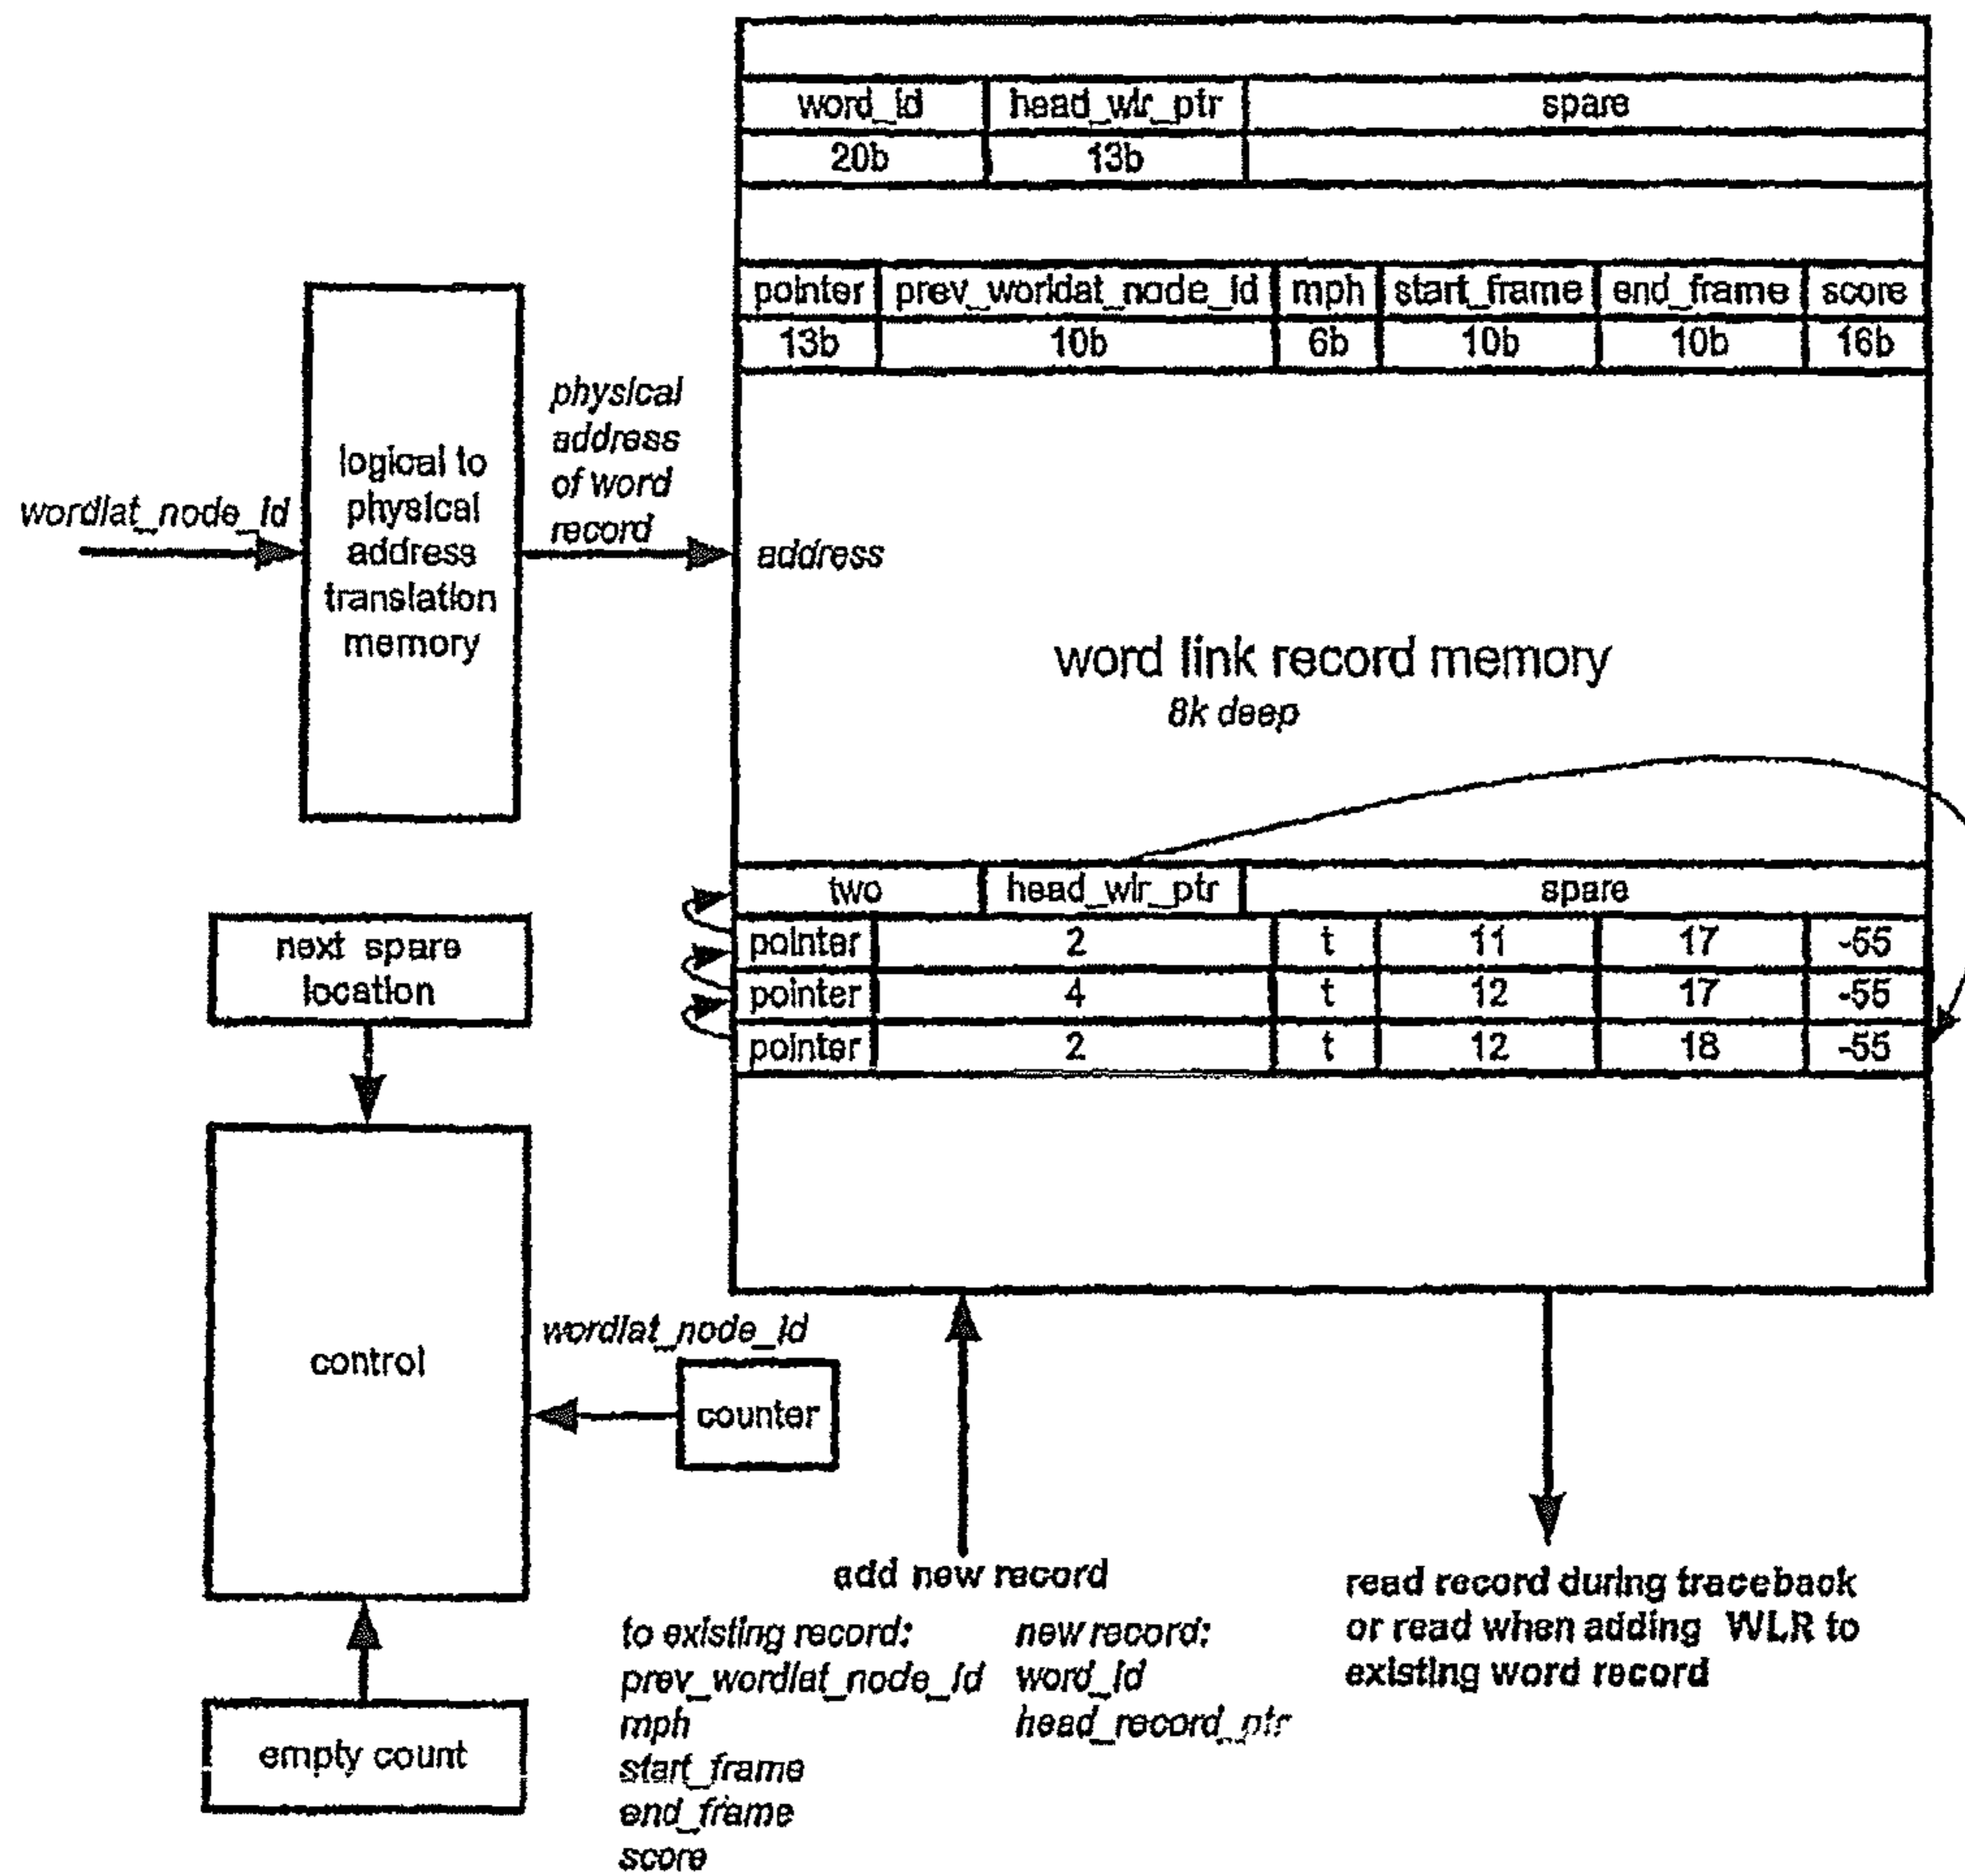 word_id head_wlr_ptr spare
20b 13b
pointer prev_worldat_node_id mph start_frame end_frame score
13b 10b 6b 10b 10b 16b
wordlat_node_id
logical to
physical
address
translation
memory
physical
address
of word
record
address
word link record memory
8k deep
two head_wlr_ptr spare
pointer 2 t 11 17 -55
pointer 4 t 12 17 -55
pointer 2 t 12 18 -55
next spare
location
control
wordlat_node_id
counter
empty count
add new record
to existing record:
prev_wordlat_node_id
mph
start_frame
end_frame
score
new record:
word_id
head_record_ptr
read record during traceback
or read when adding WLR to
existing word record